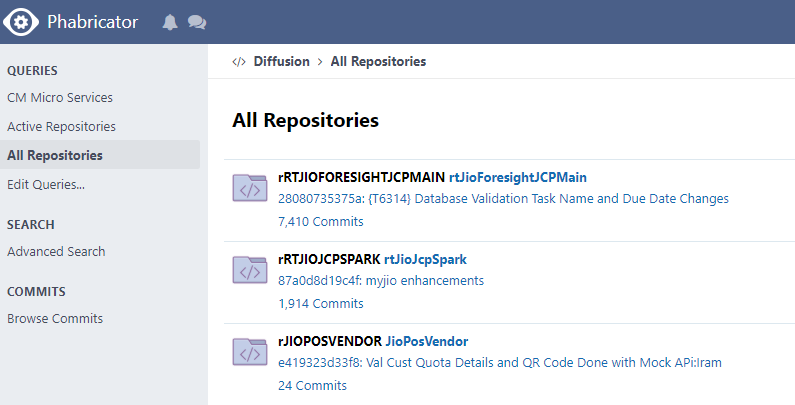 Phabricator
QUERIES
CM Micro Services
Active Repositories
All Repositories
Edit Queries...
SEARCH
Advanced Search
COMMITS
Browse Commits
Diffusion > All Repositories
All Repositories
rRTJIOFORESIGHTJCPMAIN rtJioForesightJCPMain
28080735375a: {T6314} Database Validation Task Name and Due Date Changes
7,410 Commits
rRTJIOJCPSPARK rtJioJcpSpark
87a0d8d19c4f: myjio enhancements
1,914 Commits
rJIOPOSVENDOR JioPosVendor
e419323d33f8: Val Cust Quota Details and QR Code Done with Mock APi:Iram
24 Commits